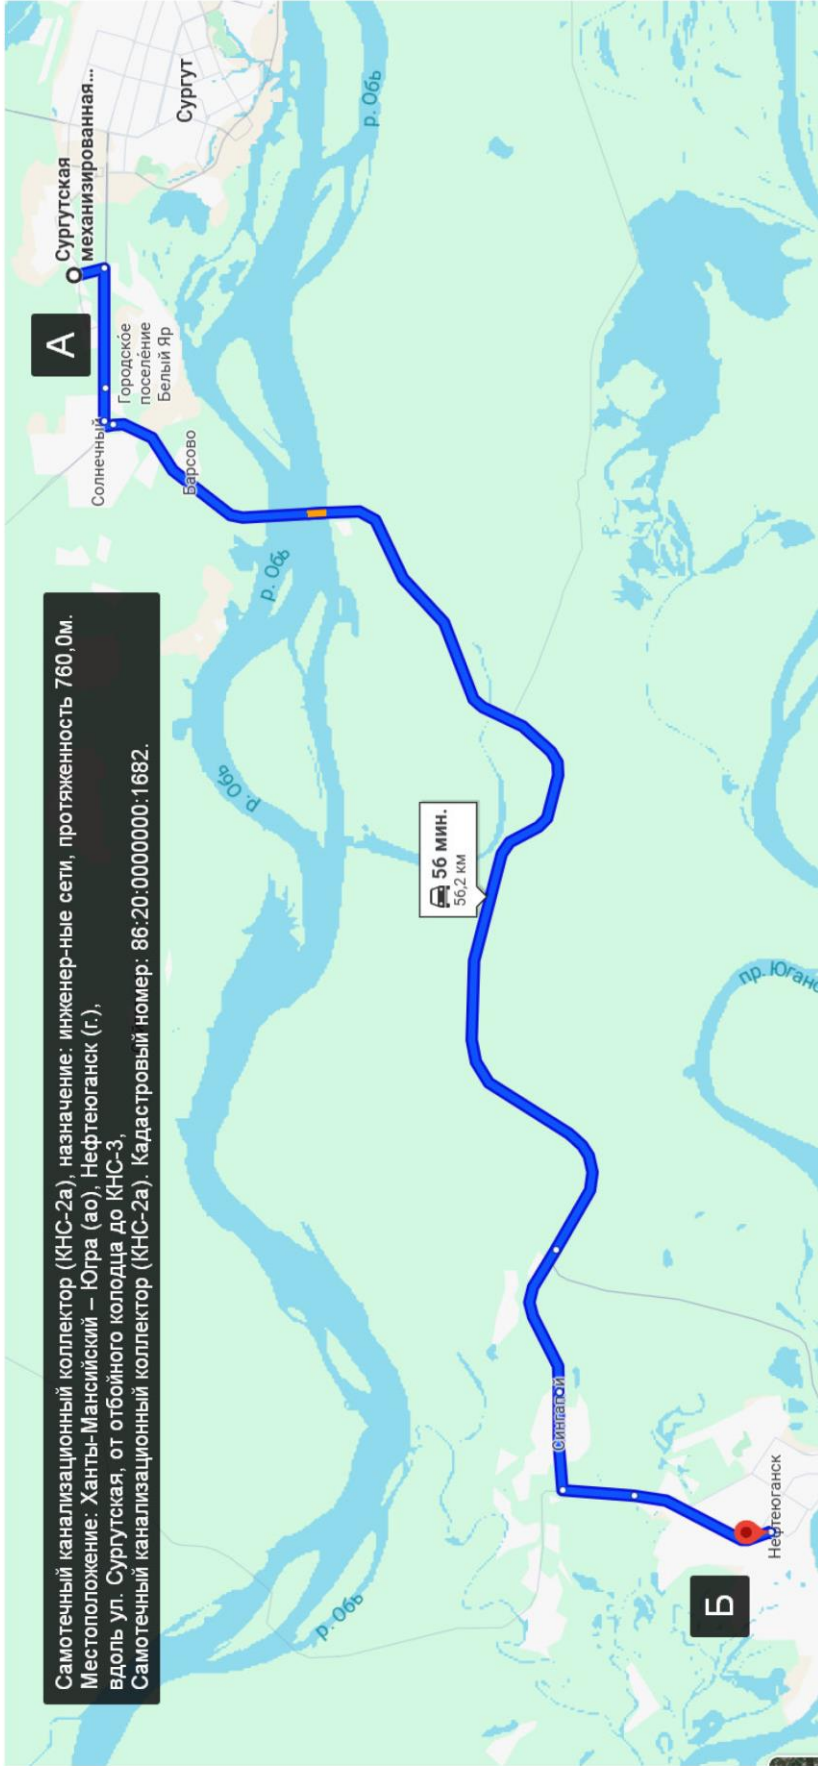 Самотечный канализационный коллектор (КНС-2а), назначение: инженер-ные сети, протяженность 760,0м.
Местоположение: Ханты-Мансийский – Югра (ао), Нефтеюганск (г.),
вдоль ул. Сургутская, от отбойного колодца до КНС-3,
Самотечный канализационный коллектор (КНС-2а). Кадастровый номер: 86:20:0000000:1682.
А
Сургутская
механизированная...
Сургут
Солнечный
Городское
поселение
Белый Яр
Барсово
р. Обь
р. Обь
р. Обь
р. Обь
56 мин.
56,2 км
пр. Юганс
Сингапай
Б
Нефтеюганск